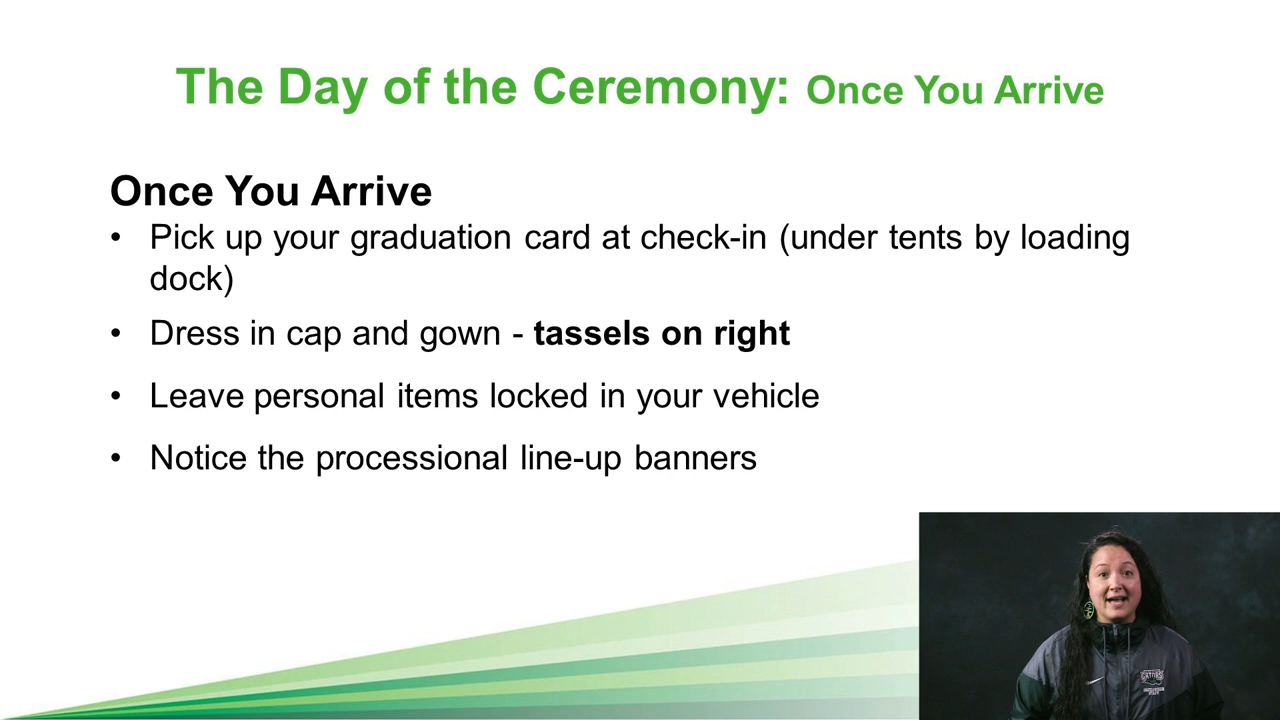 The Day of the Ceremony: Once You Arrive
Once You Arrive
• Pick up your graduation card at check-in (under tents by loading
dock)
• Dress in cap and gown - tassels on right
• Leave personal items locked in your vehicle
• Notice the processional line-up banners